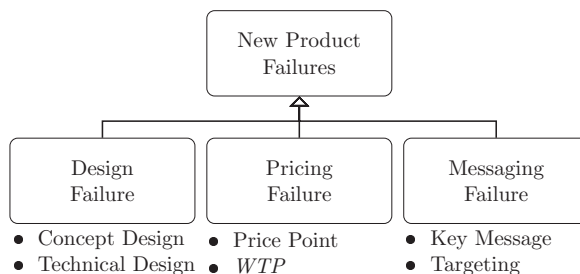 New Product
Failures
Design
Failure
Pricing
Failure
Messaging
Failure
• Concept Design
• Technical Design
• Price Point
• WTP
• Key Message
• Targeting